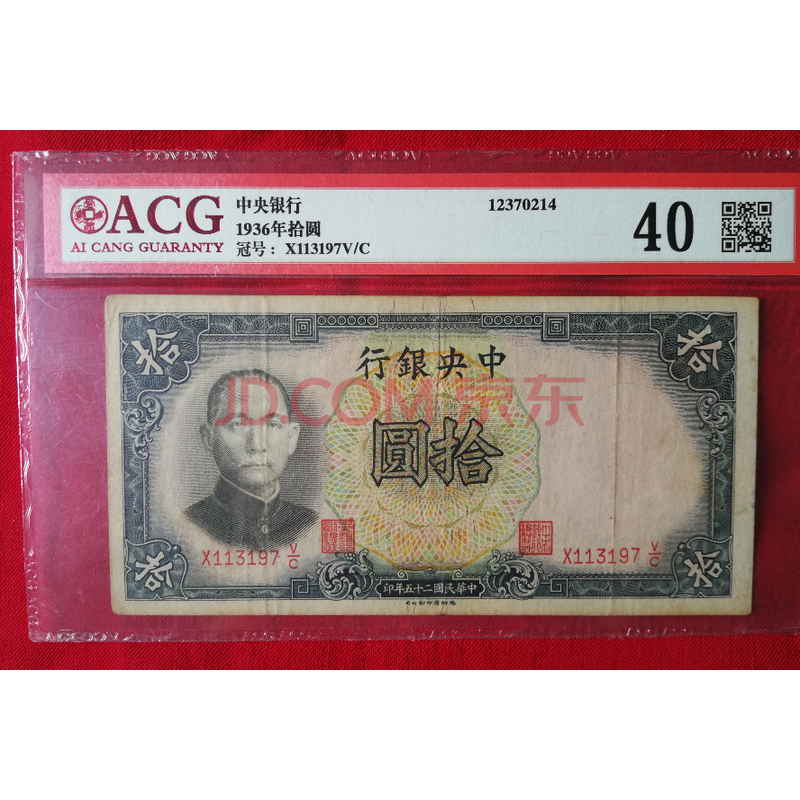 ACG
AI CANG GUARANTY
中央银行
1936年拾圆
冠号：X113197V/C
12370214
40
拾
拾
行銀央中
JD.COM 京东
圓拾
X113197 V/C
X113197 V/C
拾
拾
印年五十二國民華中